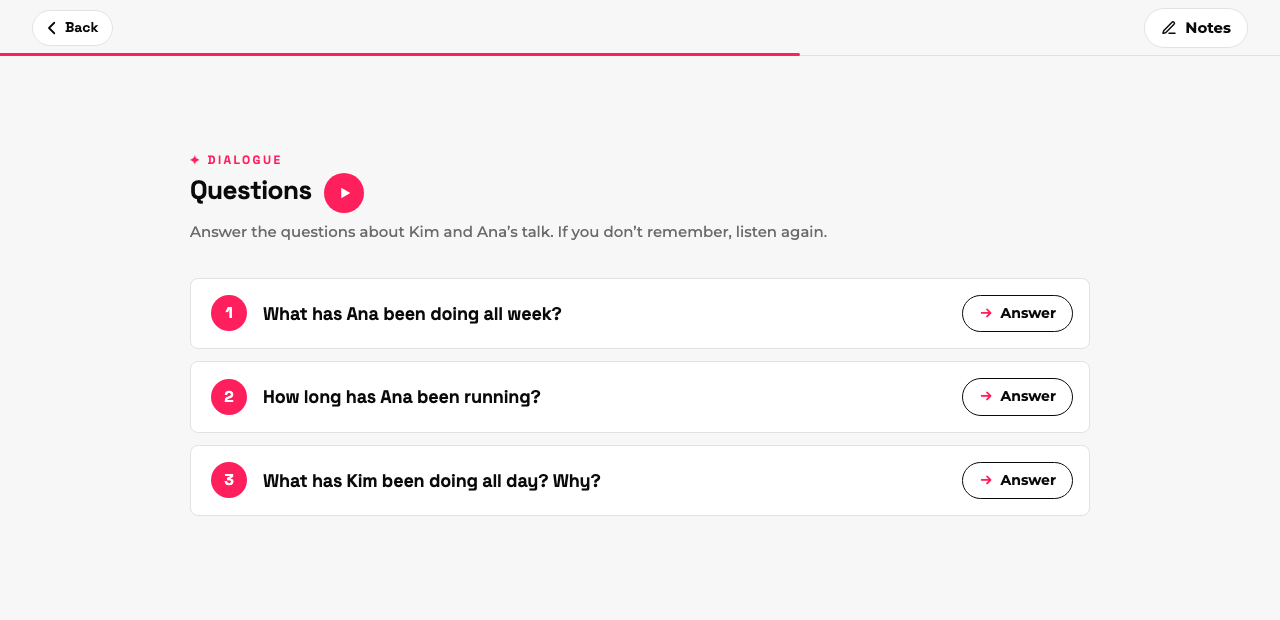 Back
Notes
DIALOGUE
Questions
Answer the questions about Kim and Ana’s talk. If you don’t remember, listen again.
1 What has Ana been doing all week? → Answer
2 How long has Ana been running? → Answer
3 What has Kim been doing all day? Why? → Answer